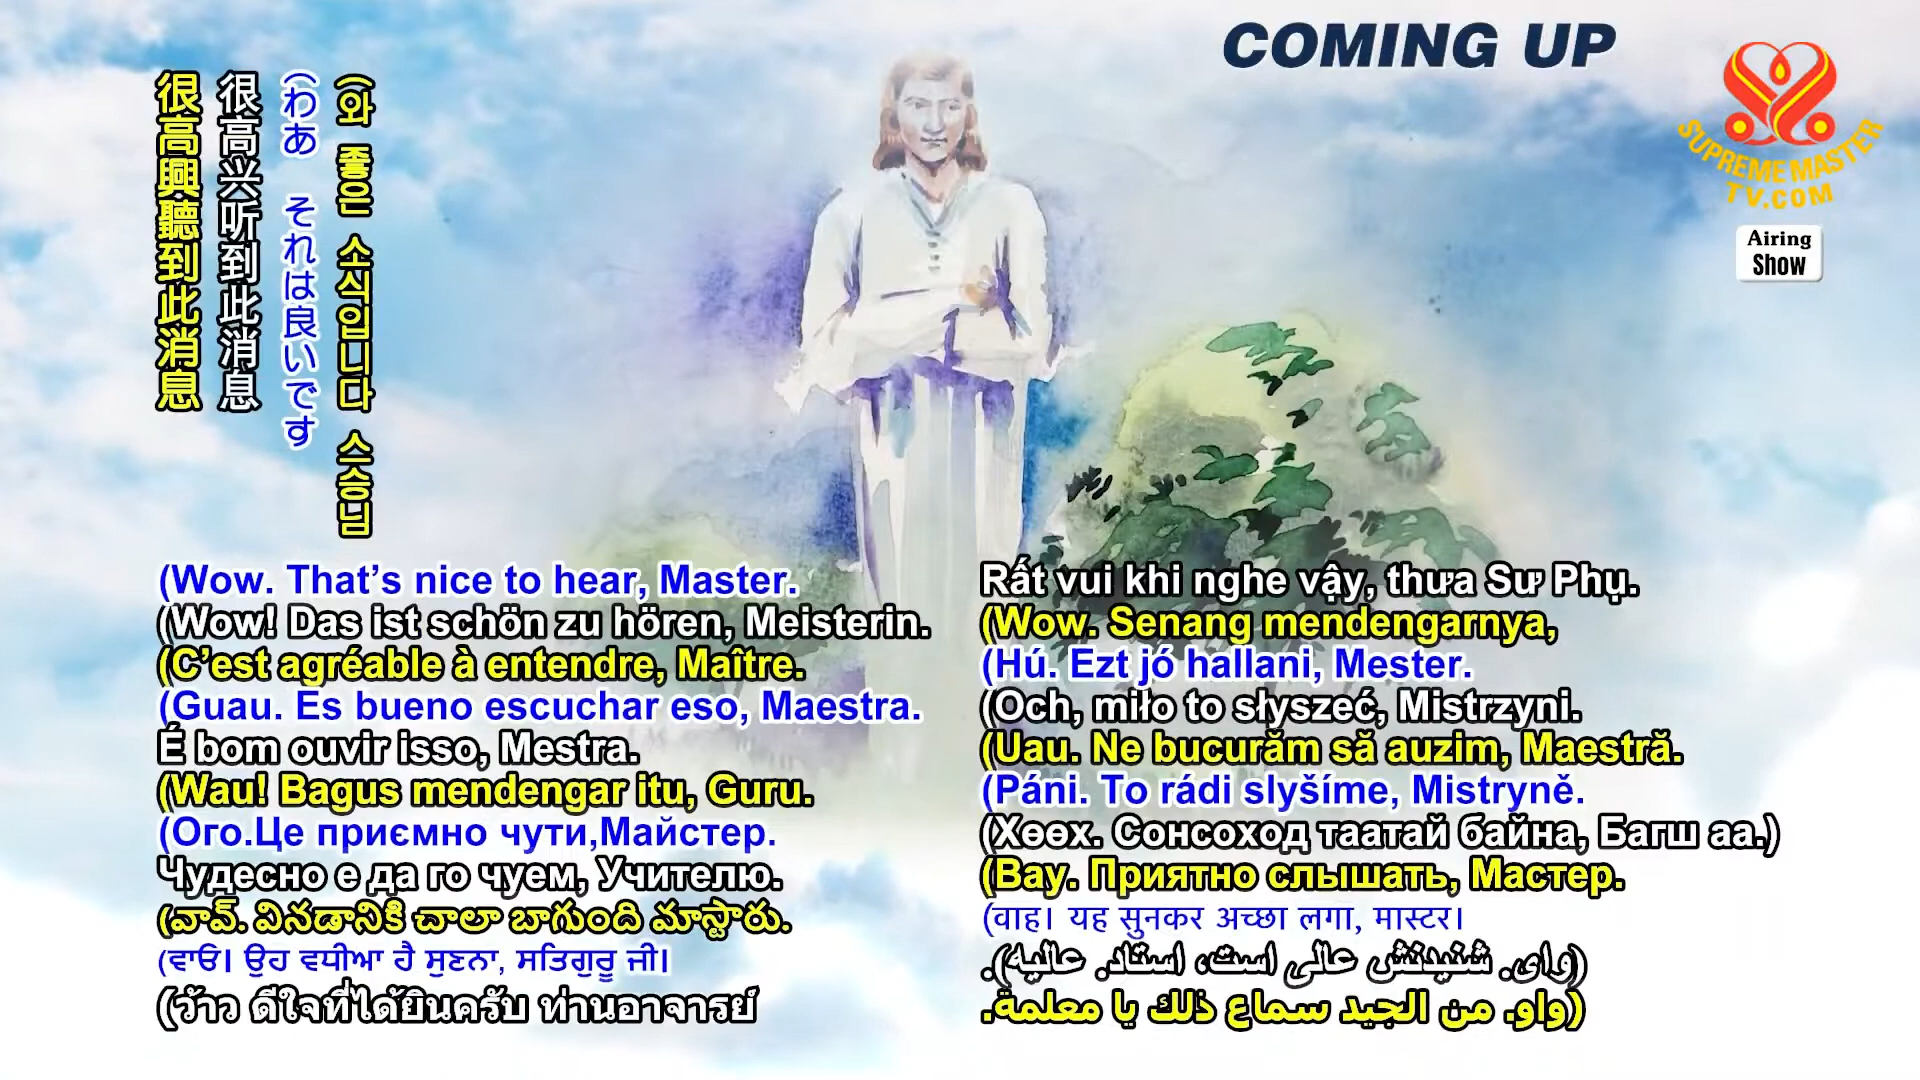 COMING UP
SUPREME MASTER
TV.COM
Airing
Show
(와 좋은 소식입니다 스승님
(わあ それは良いです
很高兴听到此消息
很高興聽到此消息
(Wow. That’s nice to hear, Master.
(Wow! Das ist schön zu hören, Meisterin.
(C’est agréable à entendre, Maître.
(Guau. Es bueno escuchar eso, Maestra.
É bom ouvir isso, Mestra.
(Wau! Bagus mendengar itu, Guru.
(Ого.Це приємно чути,Майстер.
Чудесно е да го чуем, Учителю.
(వావ్. వినడానికి చాలా బాగుంది మాస్టారు.
(ਵਾਓ। ਉਹ ਵਧੀਆ ਹੈ ਸੁਣਨਾ, ਸਤਿਗੁਰੂ ਜੀ।
(ว้าว ดีใจที่ได้ยินครับ ท่านอาจารย์
Rất vui khi nghe vậy, thưa Sư Phụ.
(Wow. Senang mendengarnya,
(Hú. Ezt jó hallani, Mester.
(Och, miło to słyszeć, Mistrzyni.
(Uau. Ne bucurăm să auzim, Maestră.
(Páni. To rádi slyšíme, Mistryně.
(Хөөх. Сонсоход таатай байна, Багш аа.)
(Вау. Приятно слышать, Мастер.
(वाह। यह सुनकर अच्छा लगा, मास्टर।
(وای. شنیدنش عالی است، استاد. عالیه).
(واو. من الجيد سماع ذلك يا معلمة.